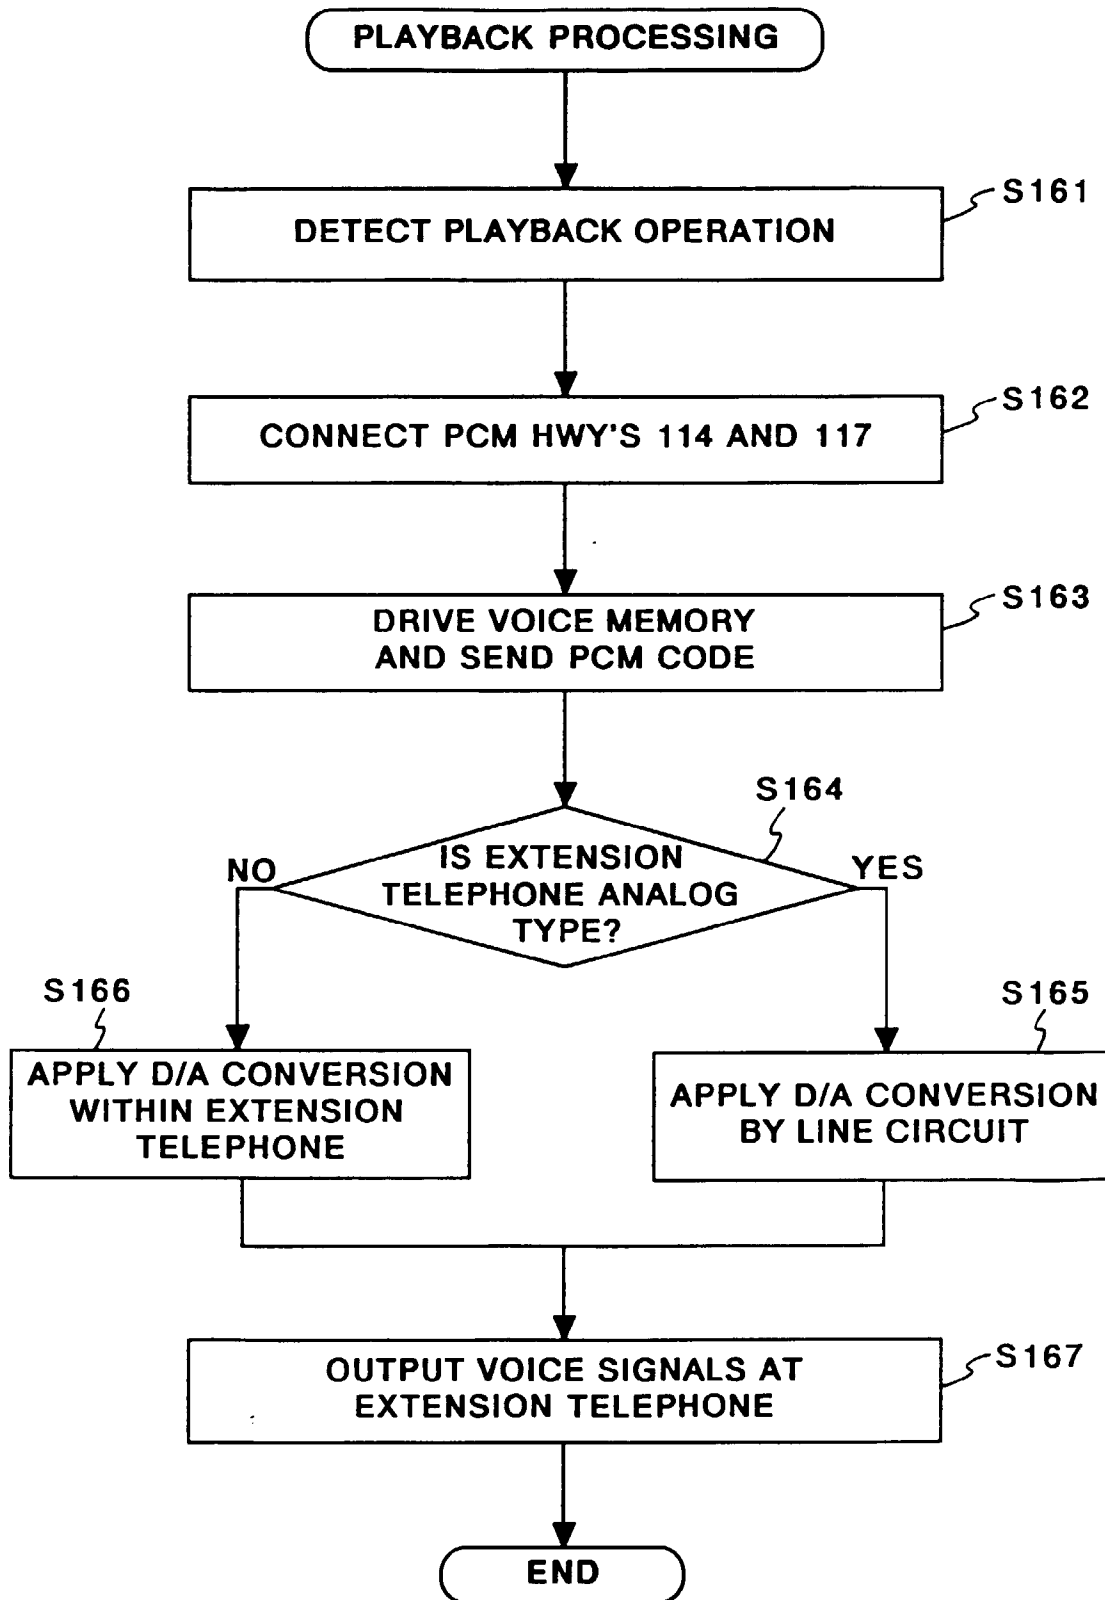 PLAYBACK PROCESSING
S161
DETECT PLAYBACK OPERATION
S162
CONNECT PCM HWY'S 114 AND 117
S163
DRIVE VOICE MEMORY
AND SEND PCM CODE
S164
NO
IS EXTENSION
TELEPHONE ANALOG
TYPE?
YES
S166
APPLY D/A CONVERSION
WITHIN EXTENSION
TELEPHONE
S165
APPLY D/A CONVERSION
BY LINE CIRCUIT
S167
OUTPUT VOICE SIGNALS AT
EXTENSION TELEPHONE
END